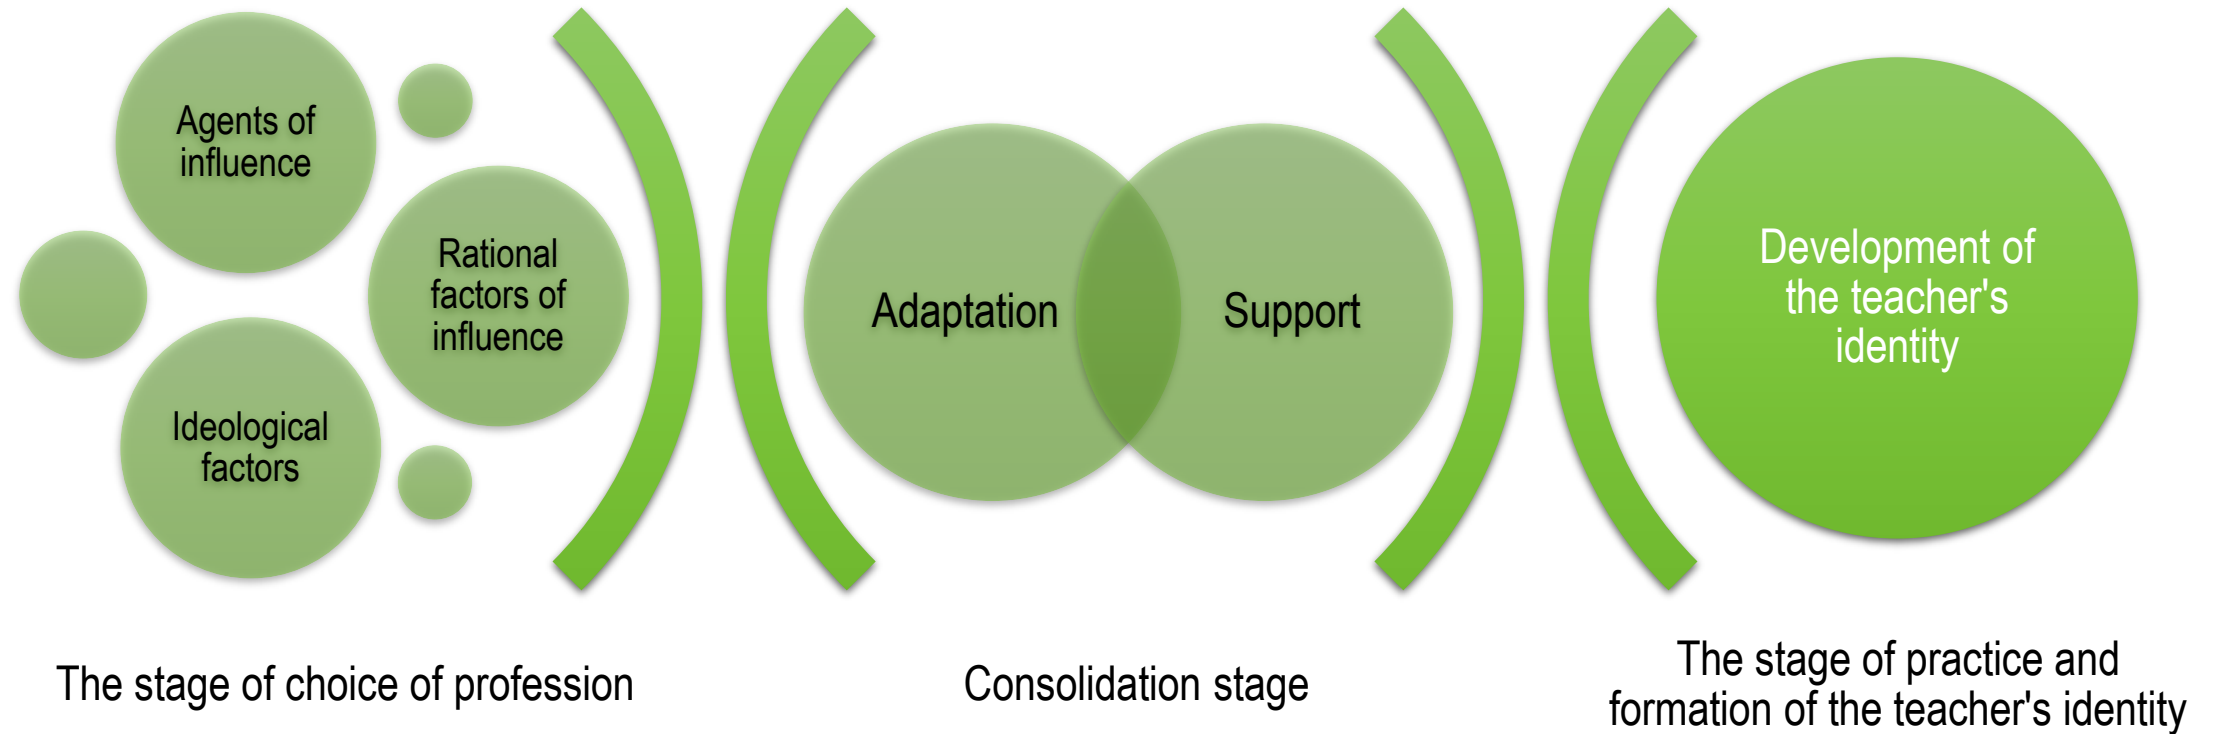 Agents of
influence
Rational
factors of
influence
Ideological
factors
The stage of choice of profession
Adaptation
Support
Consolidation stage
Development of
the teacher's
identity
The stage of practice and
formation of the teacher's identity